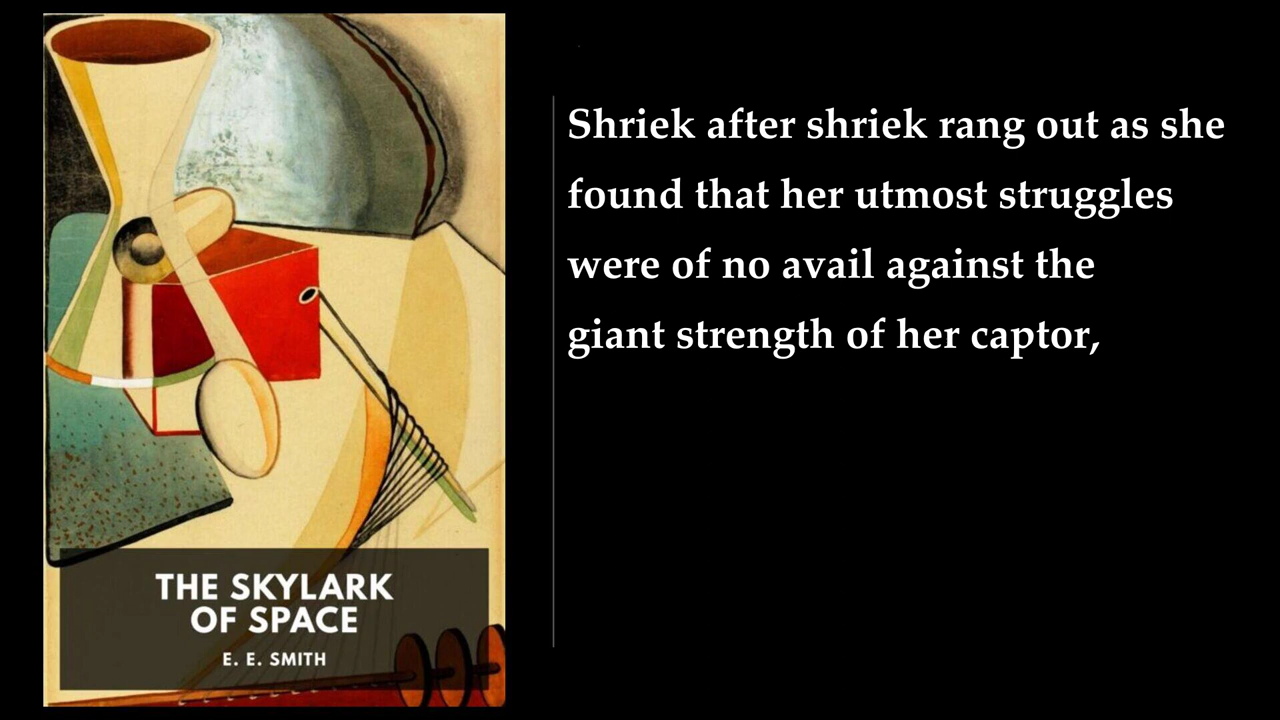 Shriek after shriek rang out as she
found that her utmost struggles
were of no avail against the
giant strength of her captor,
THE SKYLARK
OF SPACE
E. E. SMITH